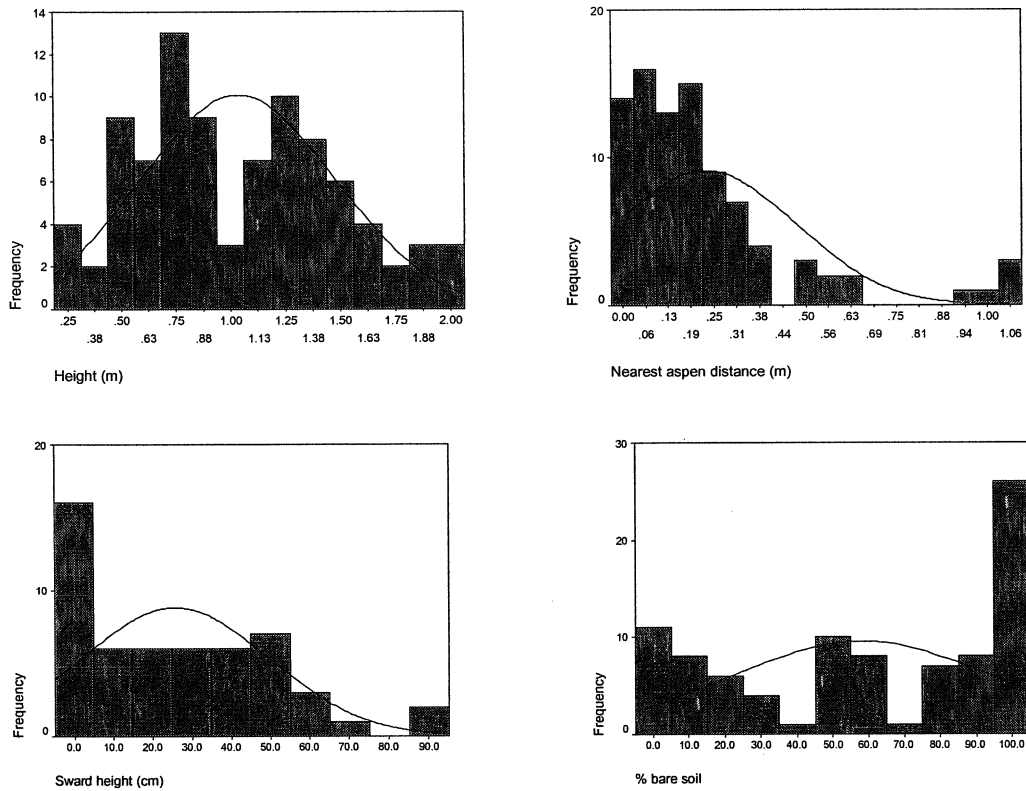 14
12
10
8
6
4
2
0
Frequency
.25 .50 .75 1.00 1.25 1.50 1.75 2.00
.38 .63 .88 1.13 1.38 1.63 1.88
Height (m)
20
10
0
Frequency
0.00 .13 .25 .38 .50 .63 .75 .88 1.00
.06 .19 .31 .44 .56 .69 .81 .94 1.06
Nearest aspen distance (m)
20
10
0
Frequency
0.0 10.0 20.0 30.0 40.0 50.0 60.0 70.0 80.0 90.0
Sward height (cm)
30
20
10
0
Frequency
0.0 10.0 20.0 30.0 40.0 50.0 60.0 70.0 80.0 90.0 100.0
% bare soil